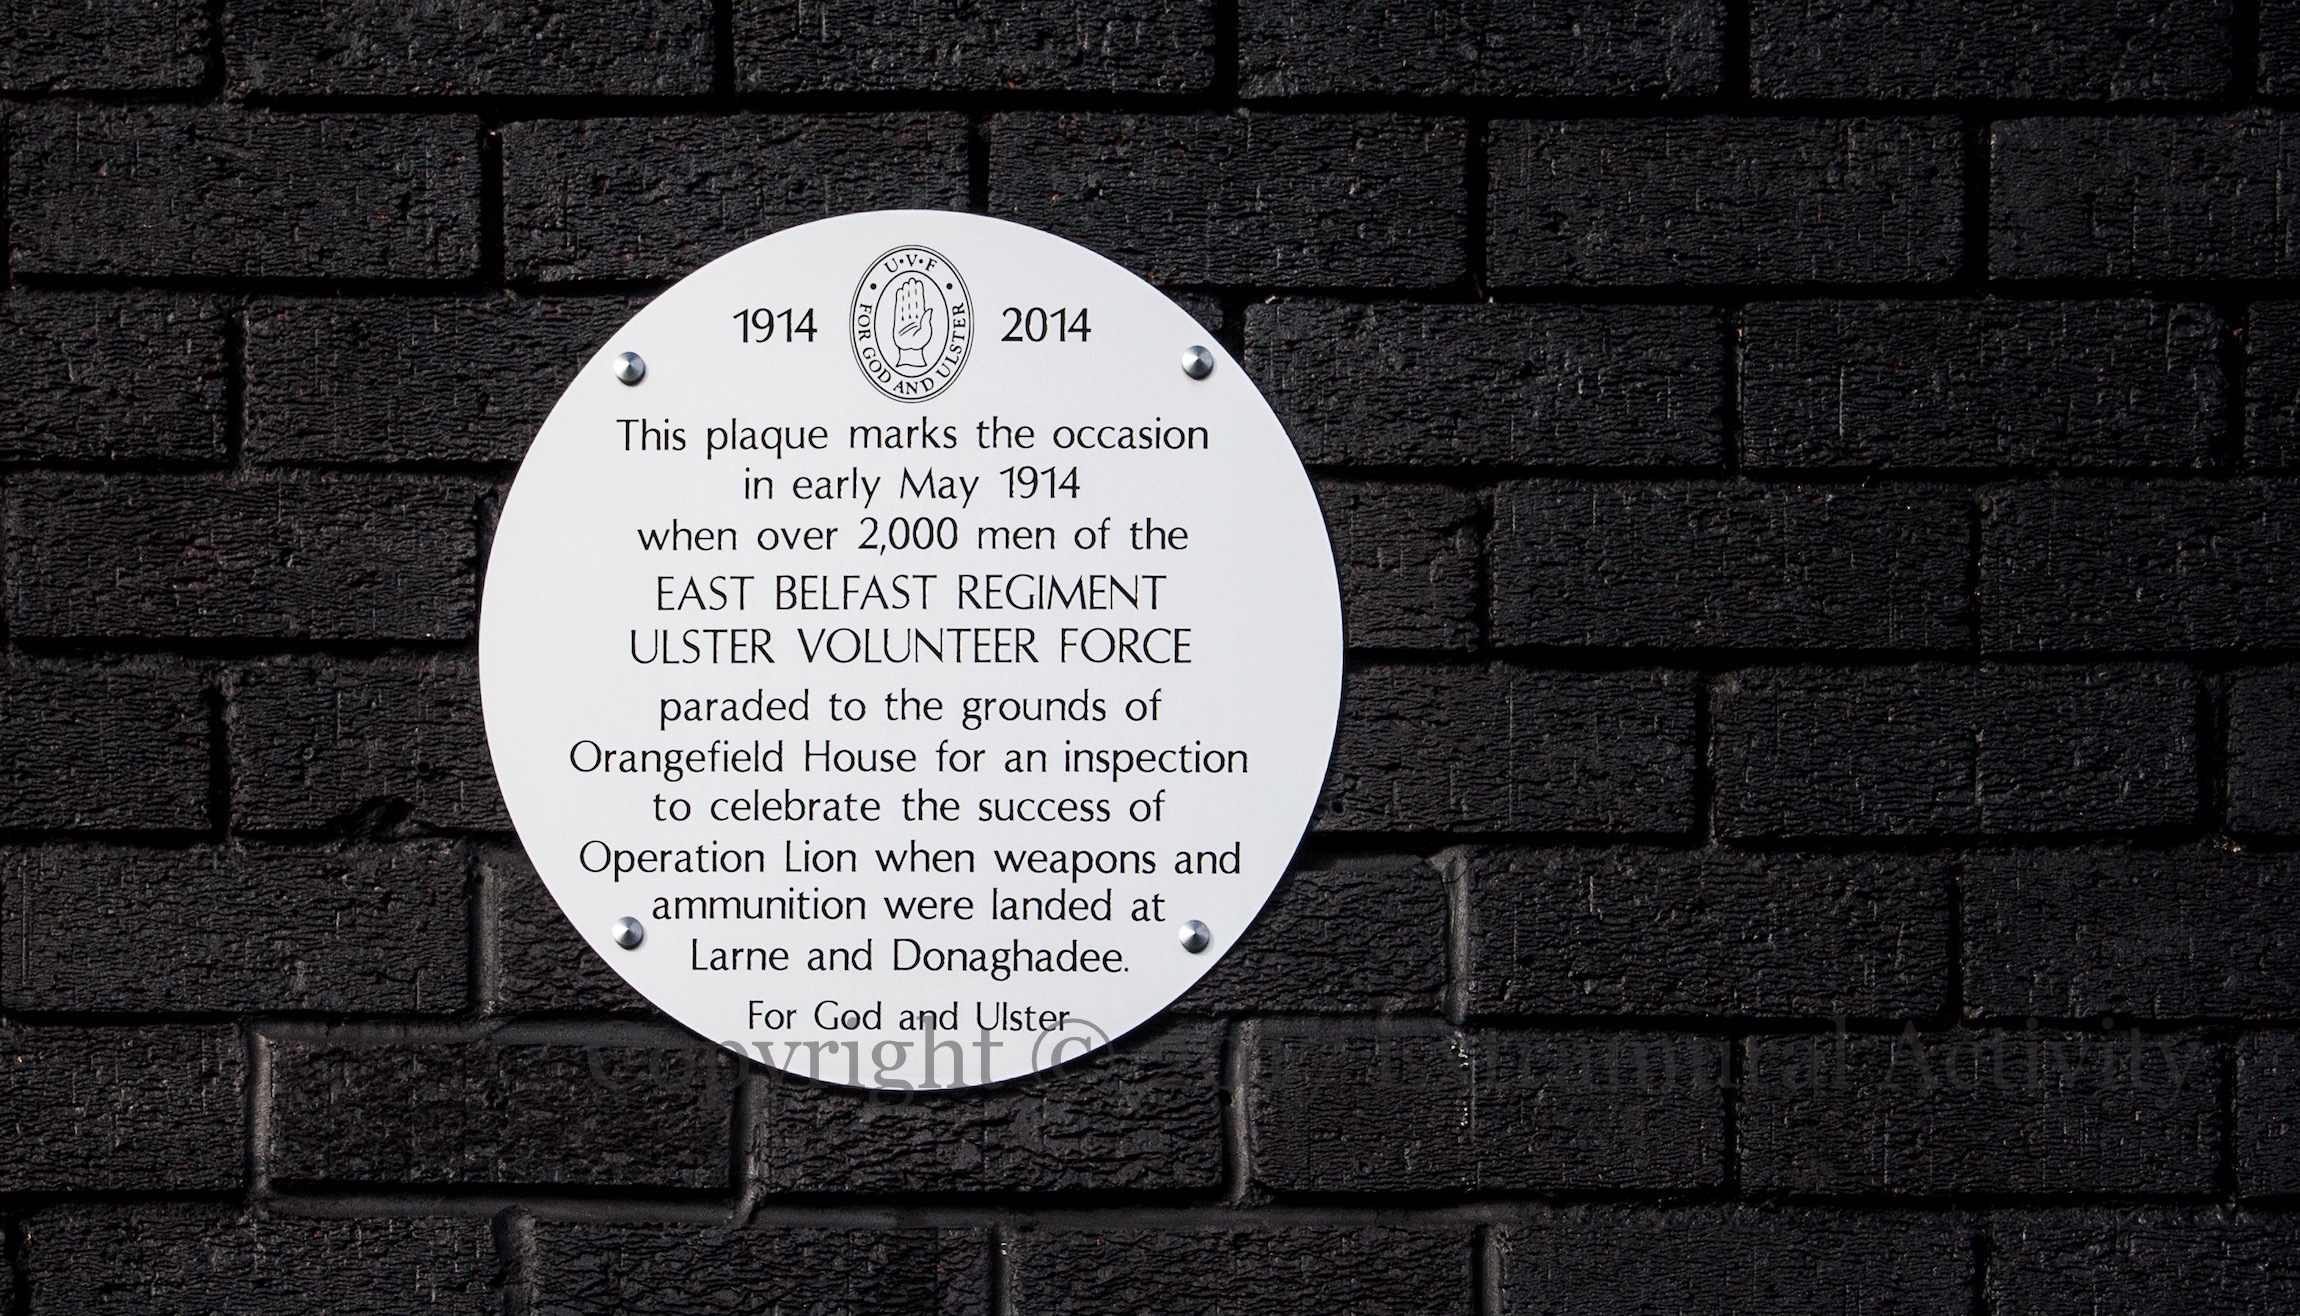 1914 U•V•F FOR GOD AND ULSTER 2014
This plaque marks the occasion
in early May 1914
when over 2,000 men of the
EAST BELFAST REGIMENT
ULSTER VOLUNTEER FORCE
paraded to the grounds of
Orangefield House for an inspection
to celebrate the success of
Operation Lion when weapons and
ammunition were landed at
Larne and Donaghadee.
For God and Ulster
copyright © Extramural Activity